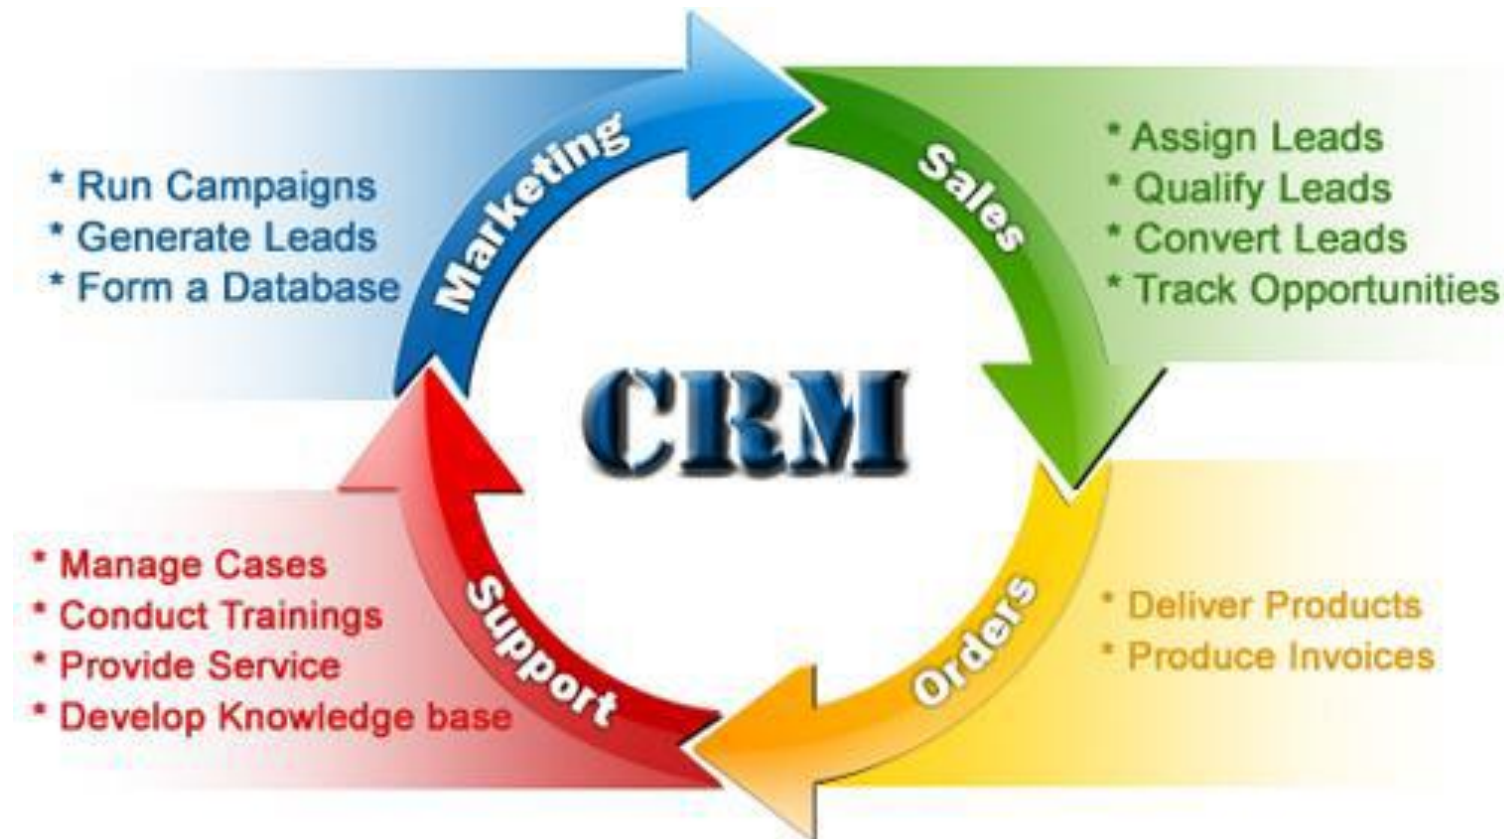 Marketing
* Run Campaigns
* Generate Leads
* Form a Database
Sales
* Assign Leads
* Qualify Leads
* Convert Leads
* Track Opportunities
CRM
Support
* Manage Cases
* Conduct Trainings
* Provide Service
* Develop Knowledge base
Orders
* Deliver Products
* Produce Invoices